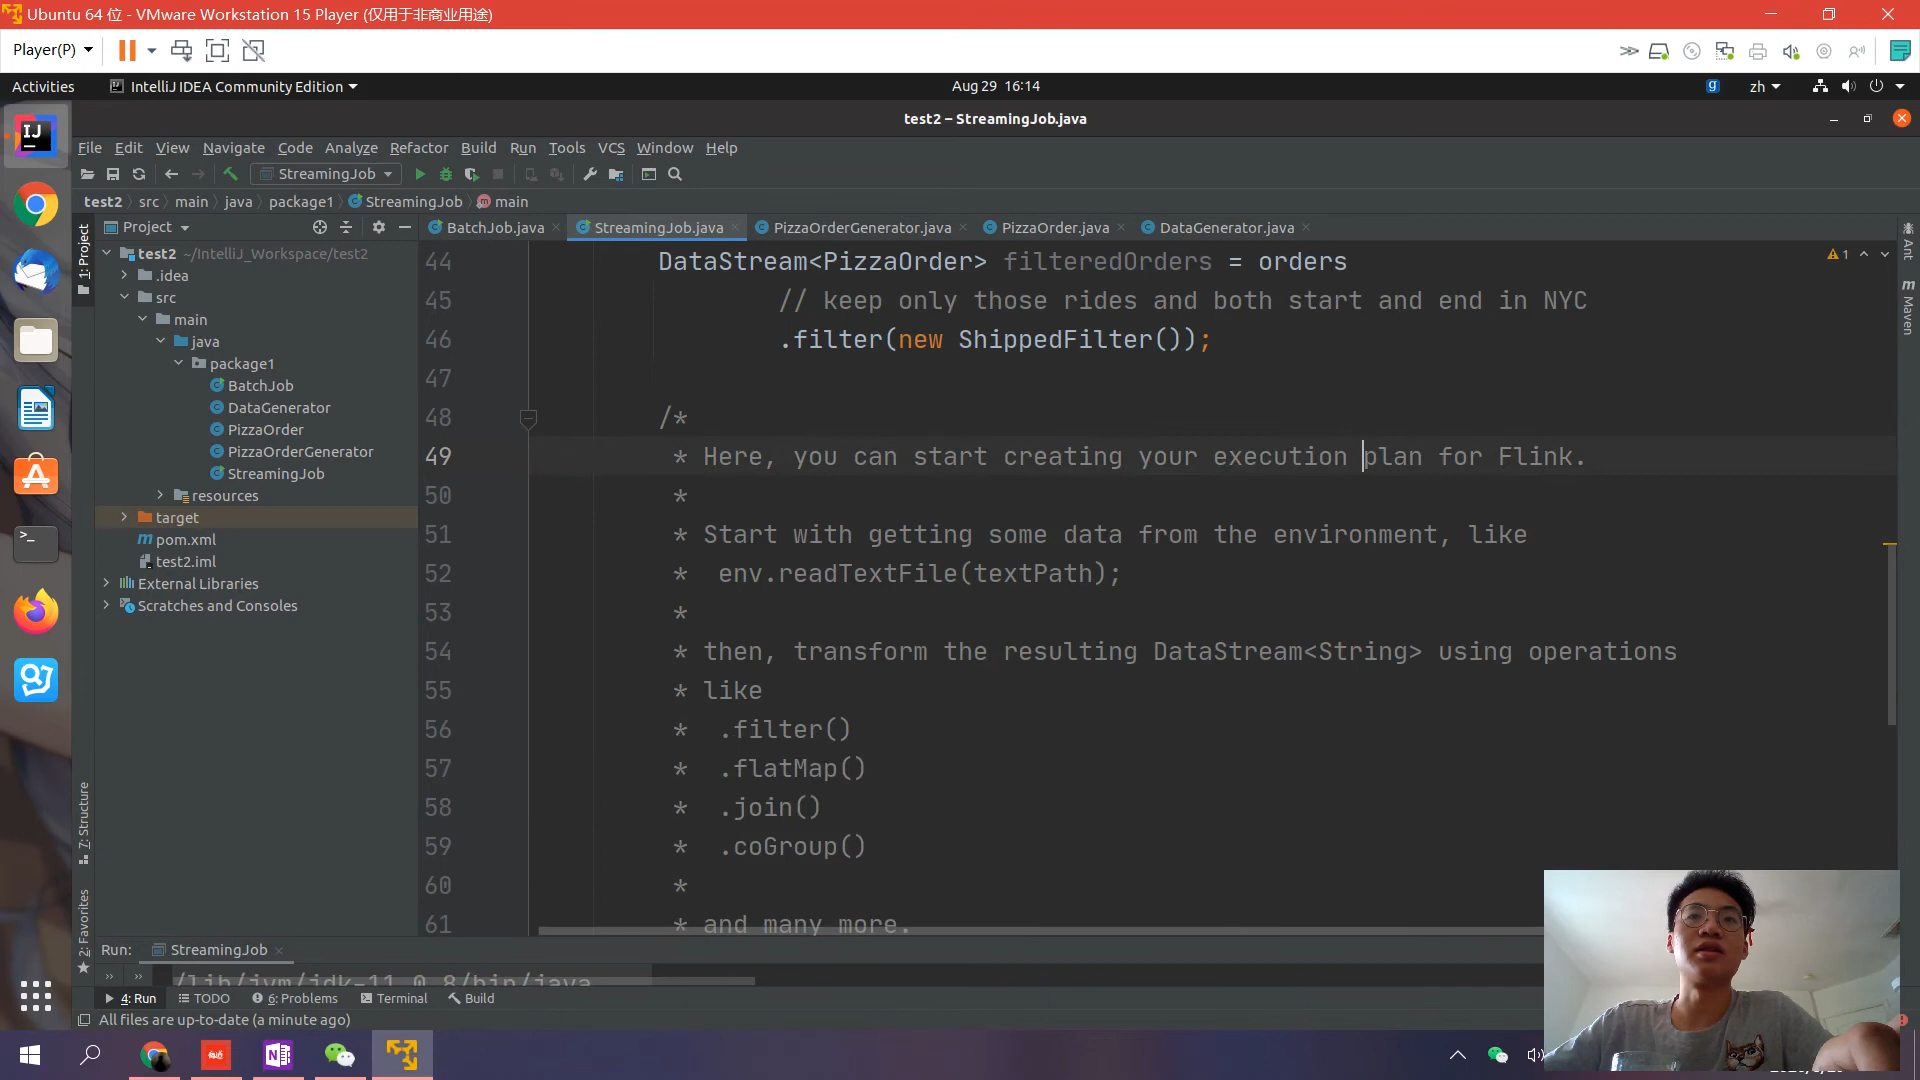 Ubuntu 64 位 - VMware Workstation 15 Player (仅用于非商业用途)
Player(P)
Activities
IntelliJ IDEA Community Edition
Aug 29 16:14
zh
test2 – StreamingJob.java
File Edit View Navigate Code Analyze Refactor Build Run Tools VCS Window Help
StreamingJob
test2 src main java package1 StreamingJob main
Project
BatchJob.java StreamingJob.java PizzaOrderGenerator.java PizzaOrder.java DataGenerator.java
1: Project
7: Structure
2: Favorites
Ant
Maven
test2 ~/IntelliJ_Workspace/test2
.idea
src
main
java
package1
BatchJob
DataGenerator
PizzaOrder
PizzaOrderGenerator
StreamingJob
resources
target
pom.xml
test2.iml
External Libraries
Scratches and Consoles
1
44 DataStream<PizzaOrder> filteredOrders = orders
45 // keep only those rides and both start and end in NYC
46 .filter(new ShippedFilter());
47
48 /*
49 * Here, you can start creating your execution plan for Flink.
50 *
51 * Start with getting some data from the environment, like
52 * env.readTextFile(textPath);
53 *
54 * then, transform the resulting DataStream<String> using operations
55 * like
56 * .filter()
57 * .flatMap()
58 * .join()
59 * .coGroup()
60 *
61 * and many more.
Run: StreamingJob
4: Run TODO 6: Problems Terminal Build
All files are up-to-date (a minute ago)